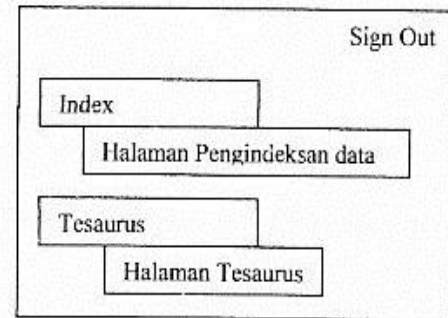 Sign Out
Index
Halaman Pengindeksan data
Tesaurus
Halaman Tesaurus